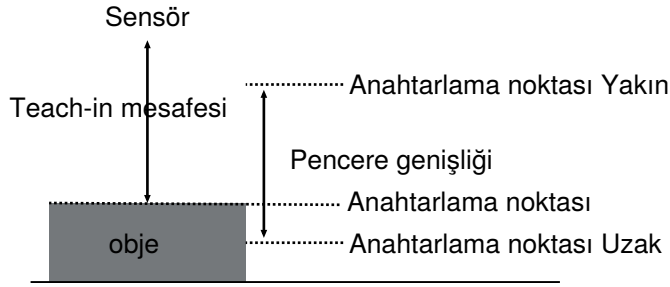 Sensör
Anahtarlama noktası Yakın
Teach-in mesafesi
Pencere genişliği
Anahtarlama noktası
obje
Anahtarlama noktası Uzak